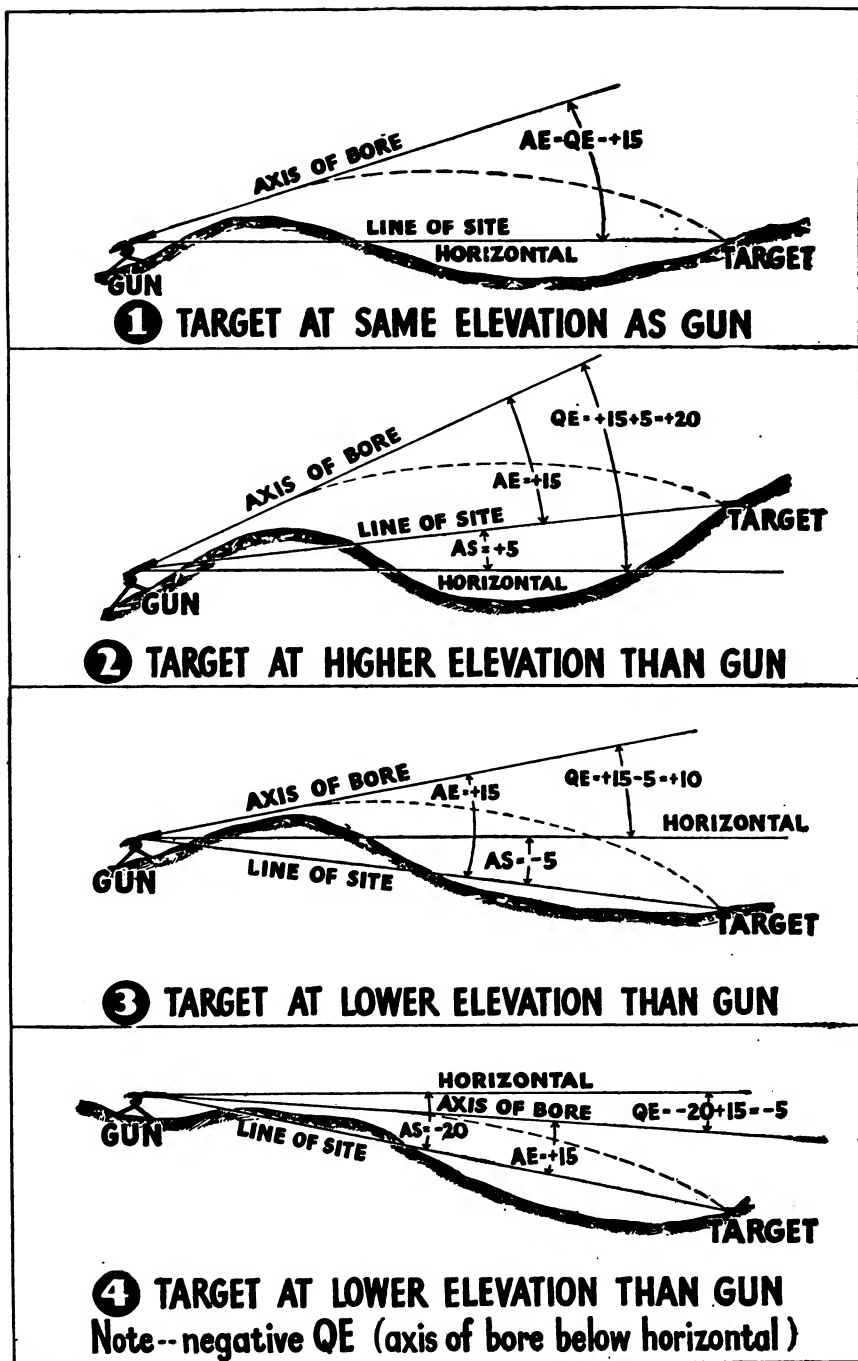 AXIS OF BORE
AE=QE=+15
LINE OF SITE
HORIZONTAL
GUN
TARGET
1 TARGET AT SAME ELEVATION AS GUN
AXIS OF BORE
QE=+15+5=+20
AE=+15
LINE OF SITE
AS=+5
HORIZONTAL
GUN
TARGET
2 TARGET AT HIGHER ELEVATION THAN GUN
AXIS OF BORE
AE=+15
QE=+15-5=+10
HORIZONTAL
AS=-5
GUN
LINE OF SITE
TARGET
3 TARGET AT LOWER ELEVATION THAN GUN
HORIZONTAL
AXIS OF BORE
QE=-20+15=-5
AS=-20
GUN
LINE OF SITE
AE=+15
TARGET
4 TARGET AT LOWER ELEVATION THAN GUN
Note--negative QE (axis of bore below horizontal)